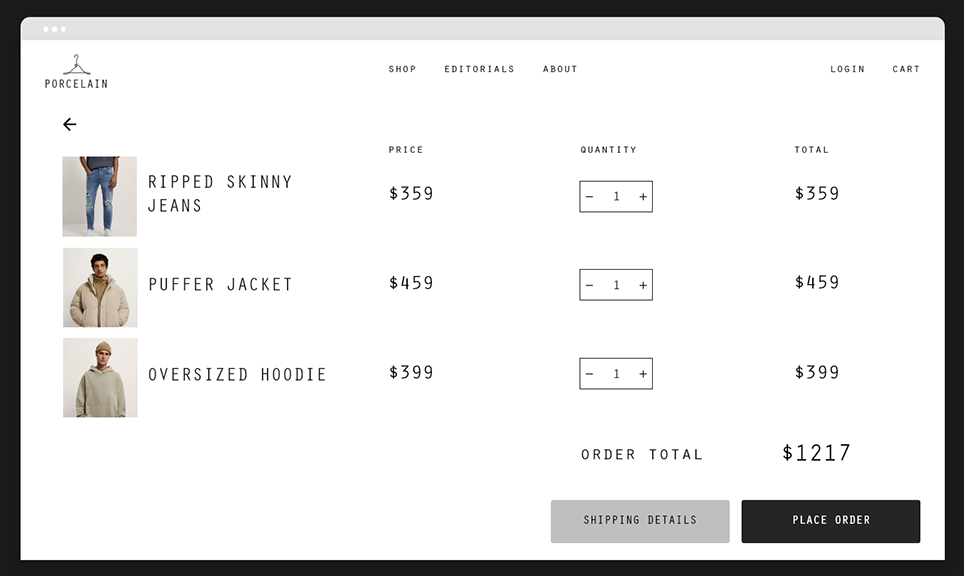 PORCELAIN
SHOP EDITORIALS ABOUT LOGIN CART
PRICE QUANTITY TOTAL
RIPPED SKINNY
JEANS
$359 − 1 + $359
PUFFER JACKET $459 − 1 + $459
OVERSIZED HOODIE $399 − 1 + $399
ORDER TOTAL $1217
SHIPPING DETAILS PLACE ORDER